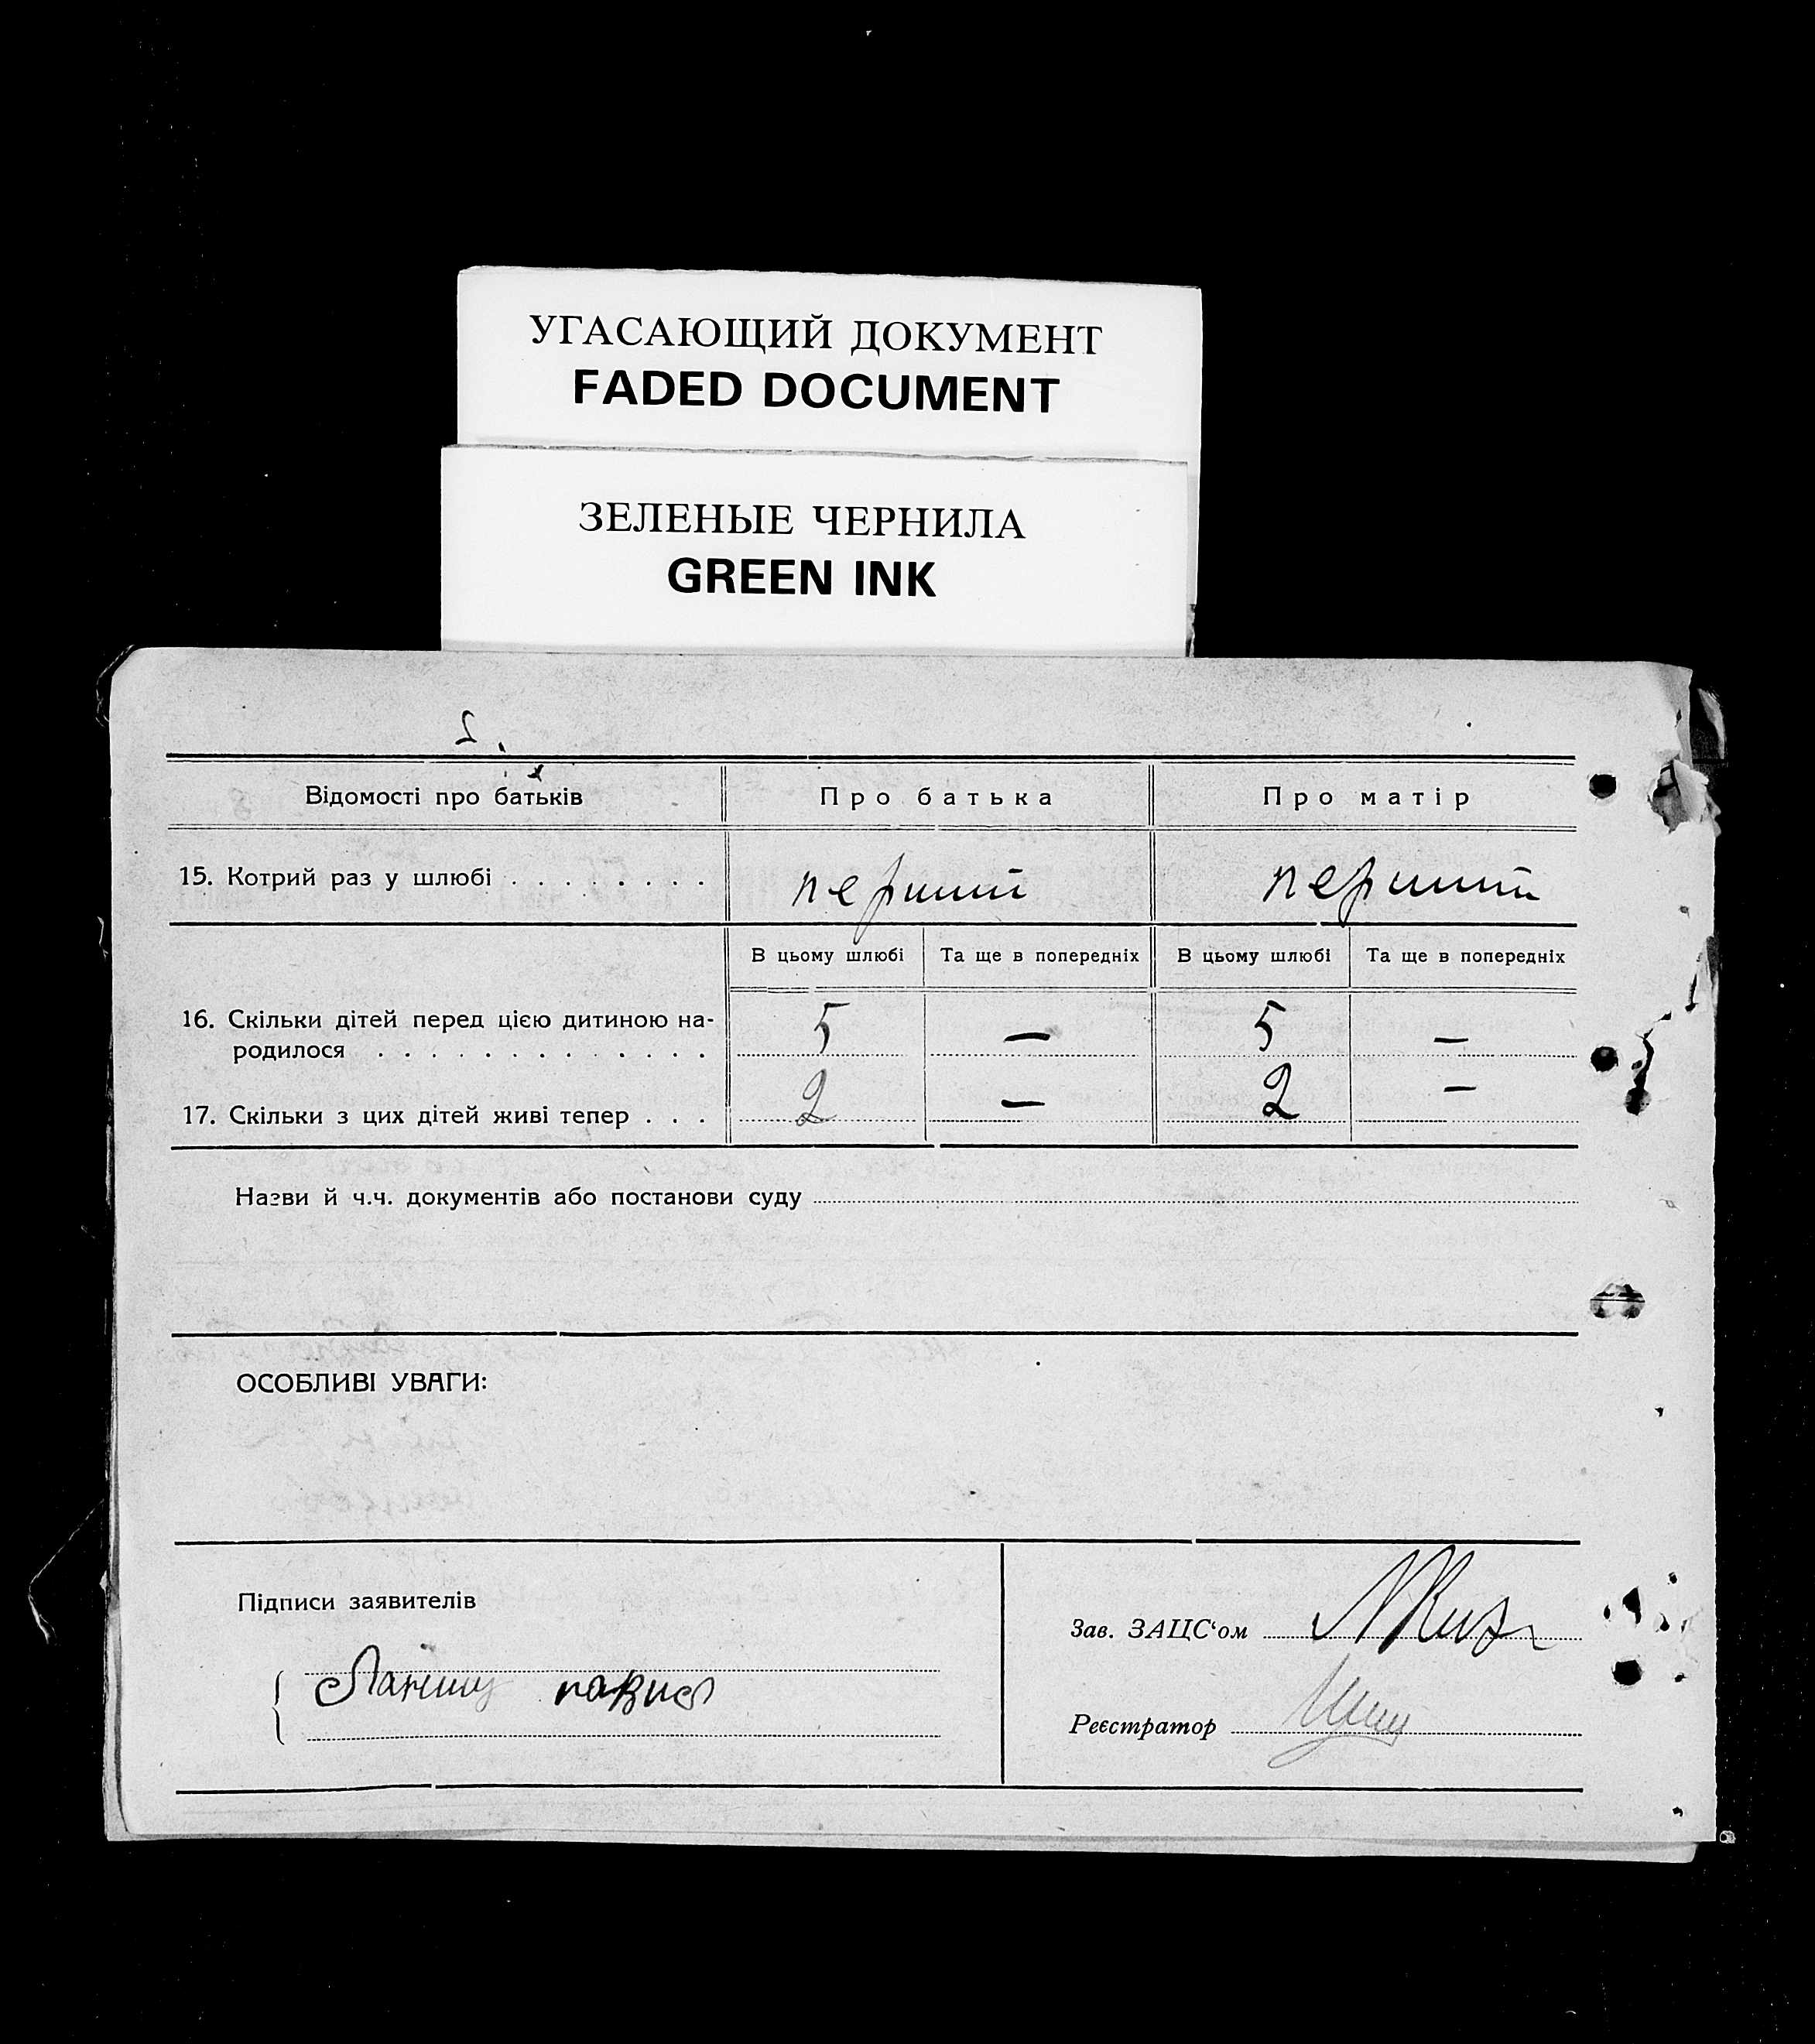 УГАСАЮЩИЙ ДОКУМЕНТ
FADED DOCUMENT
ЗЕЛЕНЫЕ ЧЕРНИЛА
GREEN INK
Відомості про батьків Про батька Про матір
15. Котрий раз у шлюбі . . . . . . . . перший перший
В цьому шлюбі Та ще в попередніх В цьому шлюбі Та ще в попередніх
16. Скільки дітей перед цією дитиною на-
родилося . . . . . . . . . . . . . 5 — 5 —
17. Скільки з цих дітей живі тепер . . . 2 — 2 —
Назви й ч.ч. документів або постанови суду
ОСОБЛИВІ УВАГИ:
Підписи заявителів
Зав. ЗАЦС'ом
Реєстратор